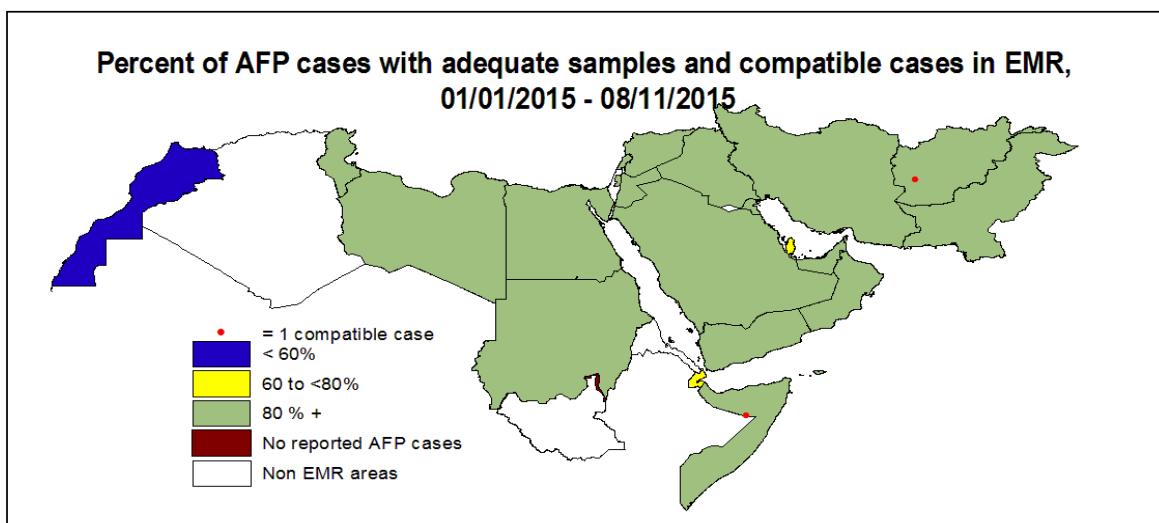 Percent of AFP cases with adequate samples and compatible cases in EMR,
01/01/2015 - 08/11/2015
= 1 compatible case
< 60%
60 to <80%
80 % +
No reported AFP cases
Non EMR areas